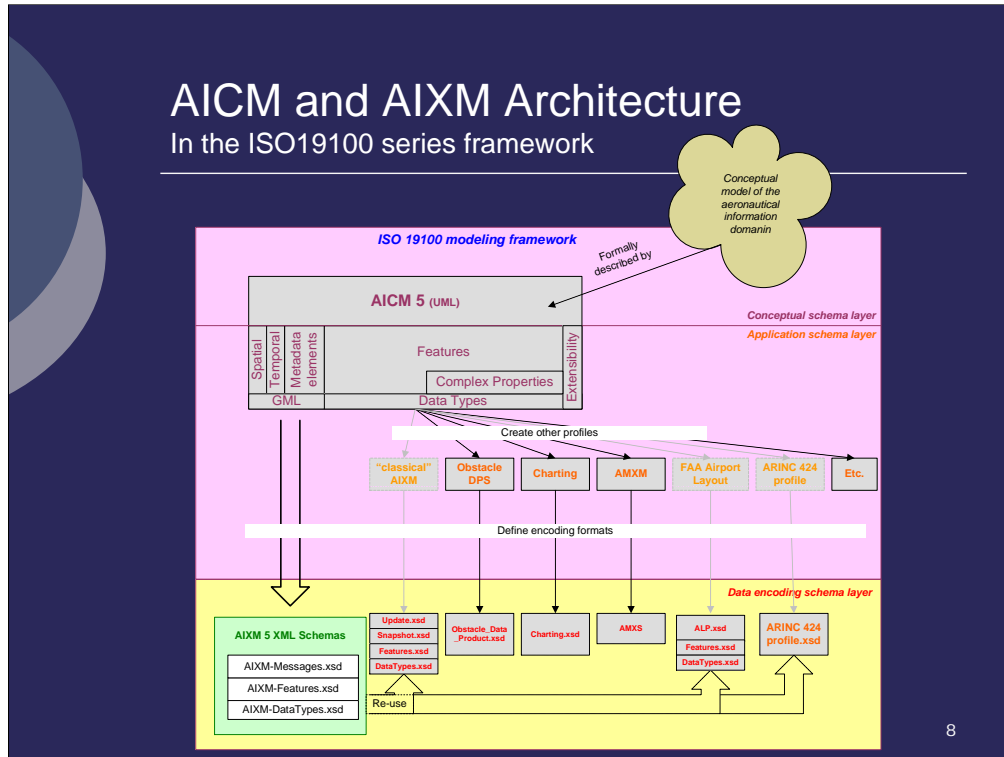 AICM and AIXM Architecture
In the ISO19100 series framework
Conceptual
model of the
aeronautical
information
domanin
ISO 19100 modeling framework
Formally
described by
AICM 5 (UML)
Conceptual schema layer
Application schema layer
Spatial
Temporal
Metadata
elements
Features
Extensibility
Complex Properties
GML
Data Types
Create other profiles
"classical"
AIXM
Obstacle
DPS
Charting
AMXM
FAA Airport
Layout
ARINC 424
profile
Etc.
Define encoding formats
Data encoding schema layer
AIXM 5 XML Schemas
AIXM-Messages.xsd
AIXM-Features.xsd
AIXM-DataTypes.xsd
Update.xsd
Snapshot.xsd
Features.xsd
DataTypes.xsd
Obstacle_Data
_Product.xsd
Charting.xsd
AMXS
ALP.xsd
Features.xsd
DataTypes.xsd
ARINC 424
profile.xsd
Re-use
8